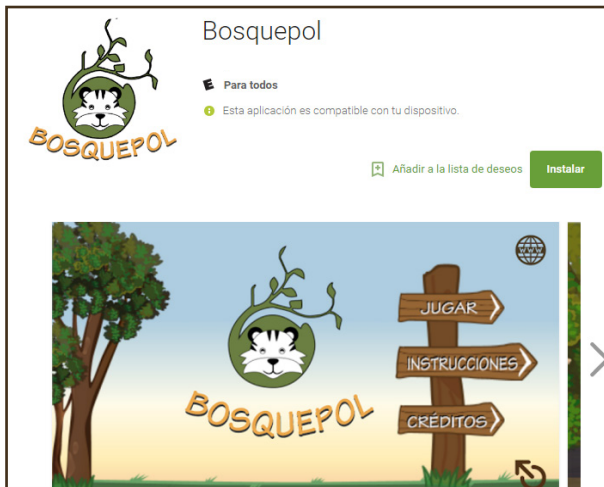 Bosquepol
E Para todos
Esta aplicación es compatible con tu dispositivo.
BOSQUEPOL
Añadir a la lista de deseos Instalar
WWW
JUGAR
INSTRUCCIONES
BOSQUEPOL
CRÉDITOS